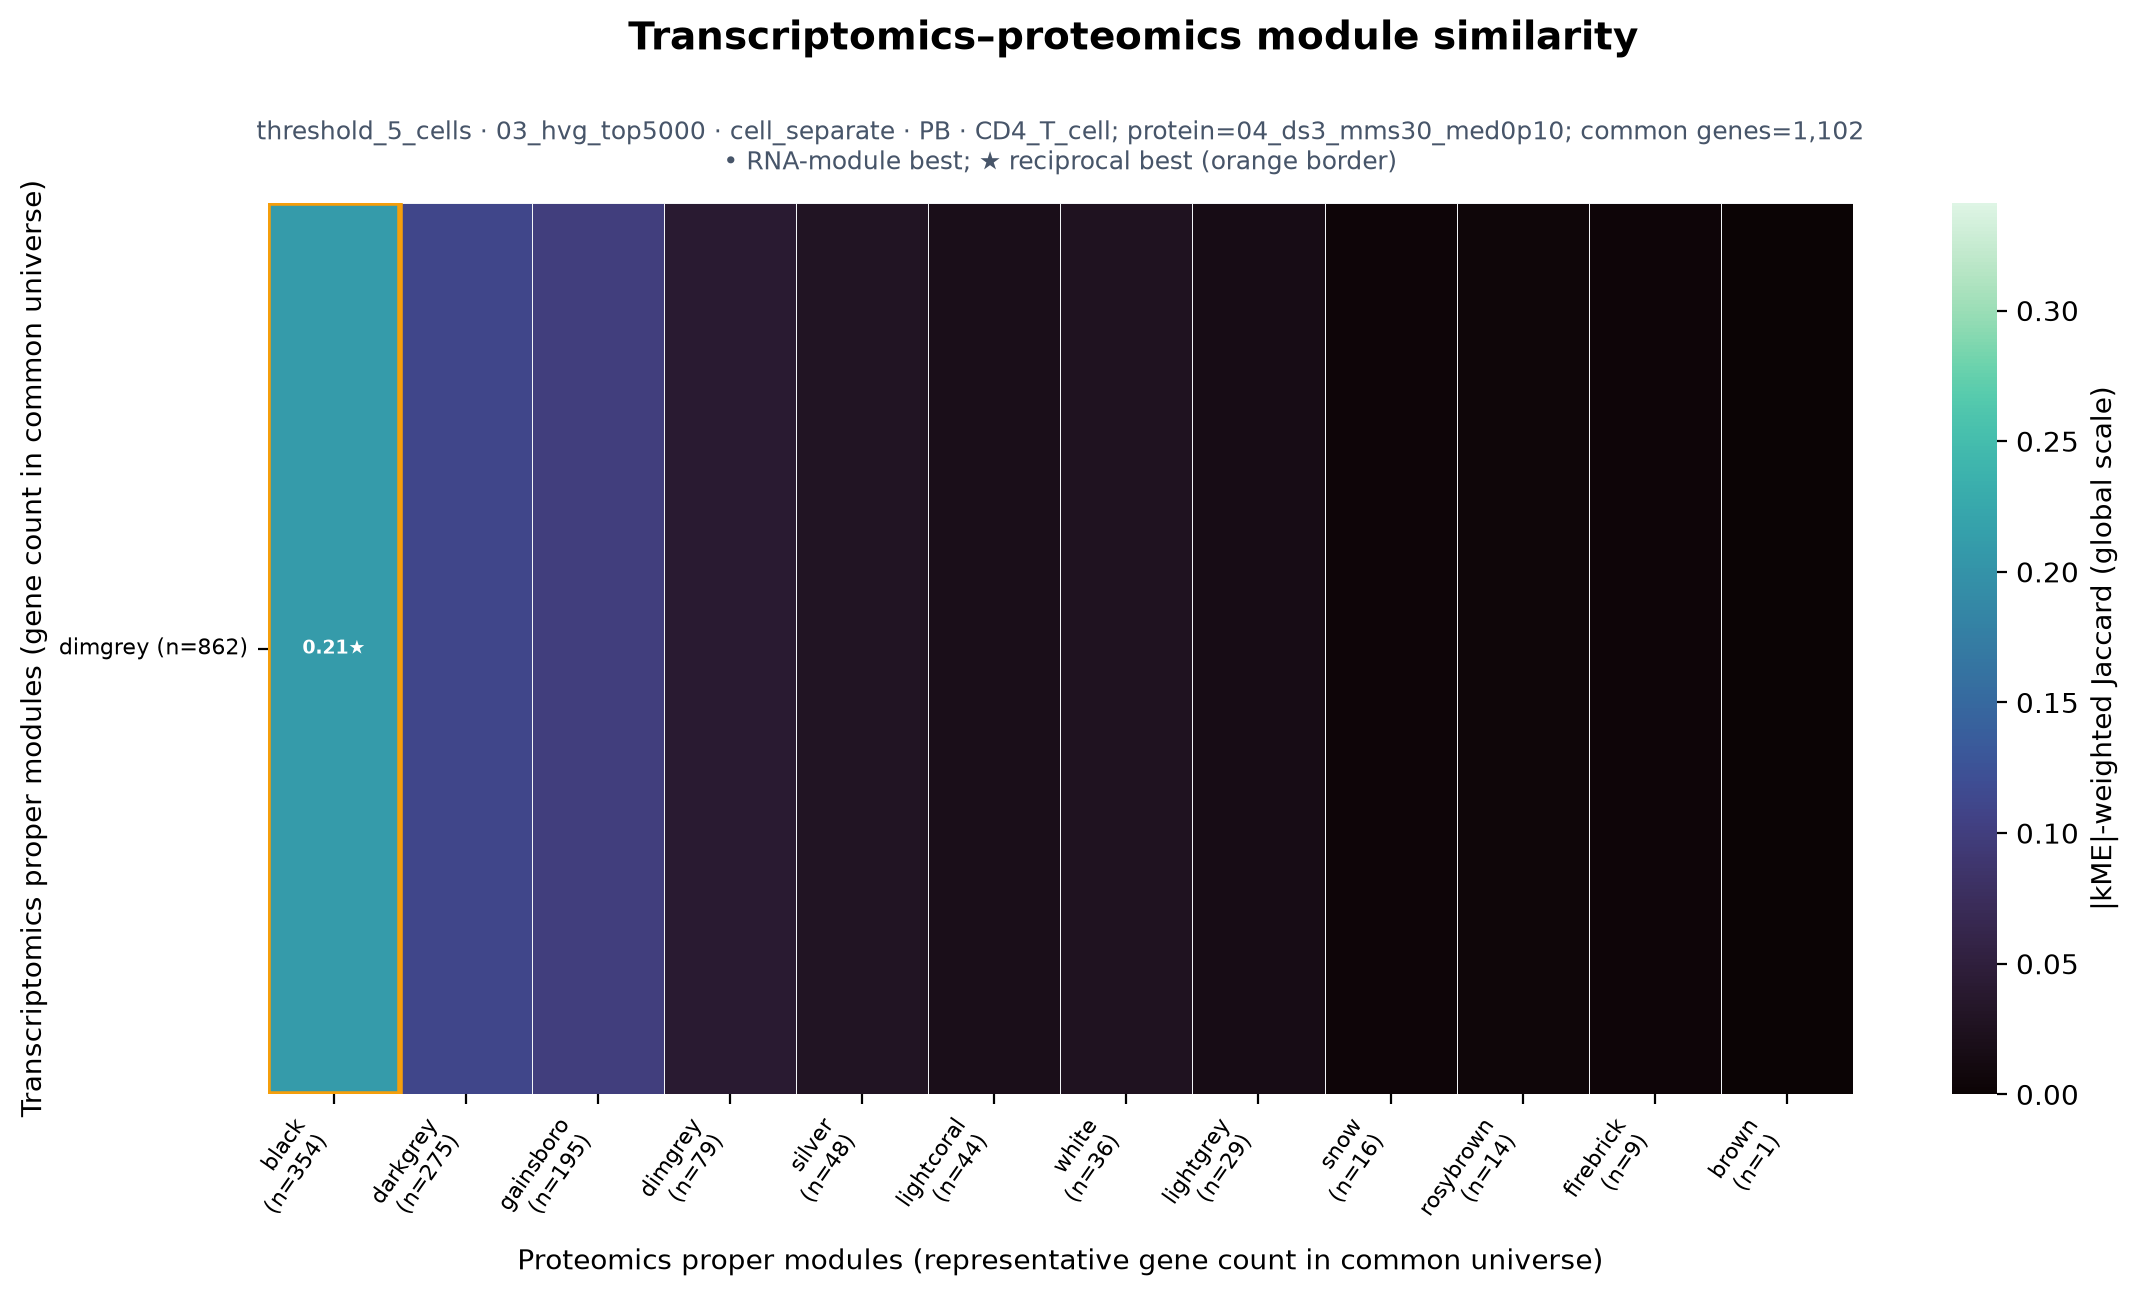 Transcriptomics–proteomics module similarity
threshold_5_cells · 03_hvg_top5000 · cell_separate · PB · CD4_T_cell; protein=04_ds3_mms30_med0p10; common genes=1,102
• RNA-module best; ★ reciprocal best (orange border)
Transcriptomics proper modules (gene count in common universe)
dimgrey (n=862)
0.21★
black
(n=354)
darkgrey
(n=275)
gainsboro
(n=195)
dimgrey
(n=79)
silver
(n=48)
lightcoral
(n=44)
white
(n=36)
lightgrey
(n=29)
snow
(n=16)
rosybrown
(n=14)
firebrick
(n=9)
brown
(n=1)
Proteomics proper modules (representative gene count in common universe)
0.30
0.25
0.20
0.15
0.10
0.05
0.00
|kME|-weighted Jaccard (global scale)